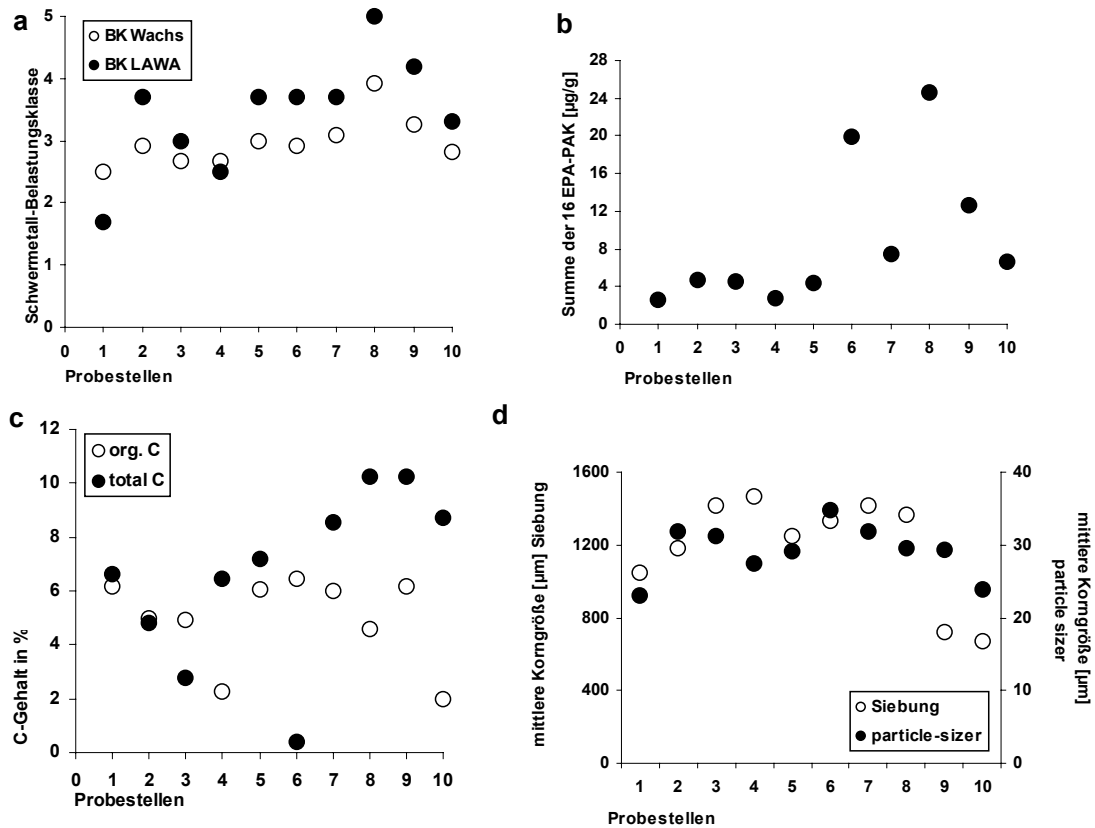 a
BK Wachs
BK LAWA
Schwermetall-Belastungsklasse
5
4
3
2
1
0
0 1 2 3 4 5 6 7 8 9 10
Probestellen
b
Summe der 16 EPA-PAK [µg/g]
28
24
20
16
12
8
4
0
0 1 2 3 4 5 6 7 8 9 10
Probestellen
c
org. C
total C
C-Gehalt in %
12
10
8
6
4
2
0
0 1 2 3 4 5 6 7 8 9 10
Probestellen
d
mittlere Korngröße [µm] Siebung
1600
1200
800
400
0
40
30
20
10
0
mittlere Korngröße [µm]
particle sizer
Siebung
particle-sizer
1 2 3 4 5 6 7 8 9 10
Probestellen